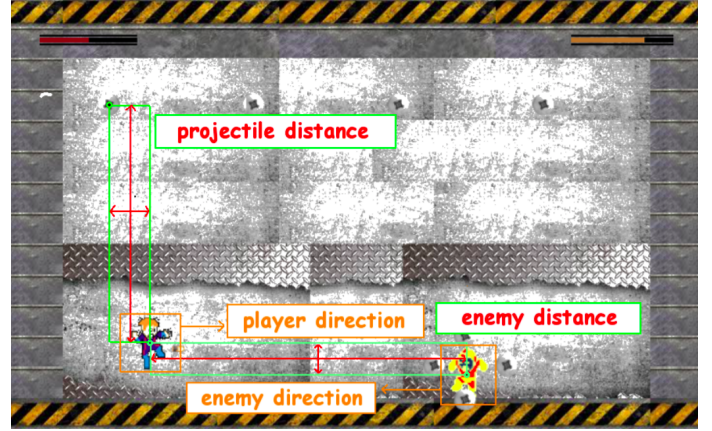 projectile distance
player direction
enemy distance
enemy direction